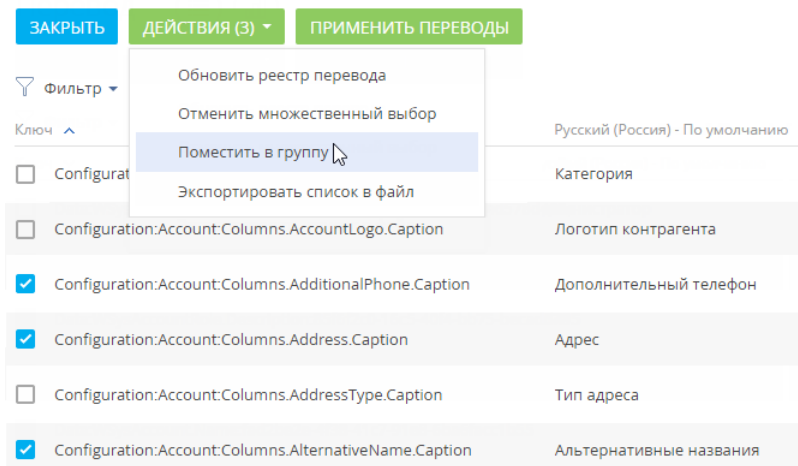 ЗАКРЫТЬ ДЕЙСТВИЯ (3) ПРИМЕНИТЬ ПЕРЕВОДЫ
Обновить реестр перевода
Фильтр
Отменить множественный выбор
Ключ Русский (Россия) - По умолчанию
Поместить в группу
Configurat Категория
Экспортировать список в файл
Configuration:Account:Columns.AccountLogo.Caption Логотип контрагента
Configuration:Account:Columns.AdditionalPhone.Caption Дополнительный телефон
Configuration:Account:Columns.Address.Caption Адрес
Configuration:Account:Columns.AddressType.Caption Тип адреса
Configuration:Account:Columns.AlternativeName.Caption Альтернативные названия